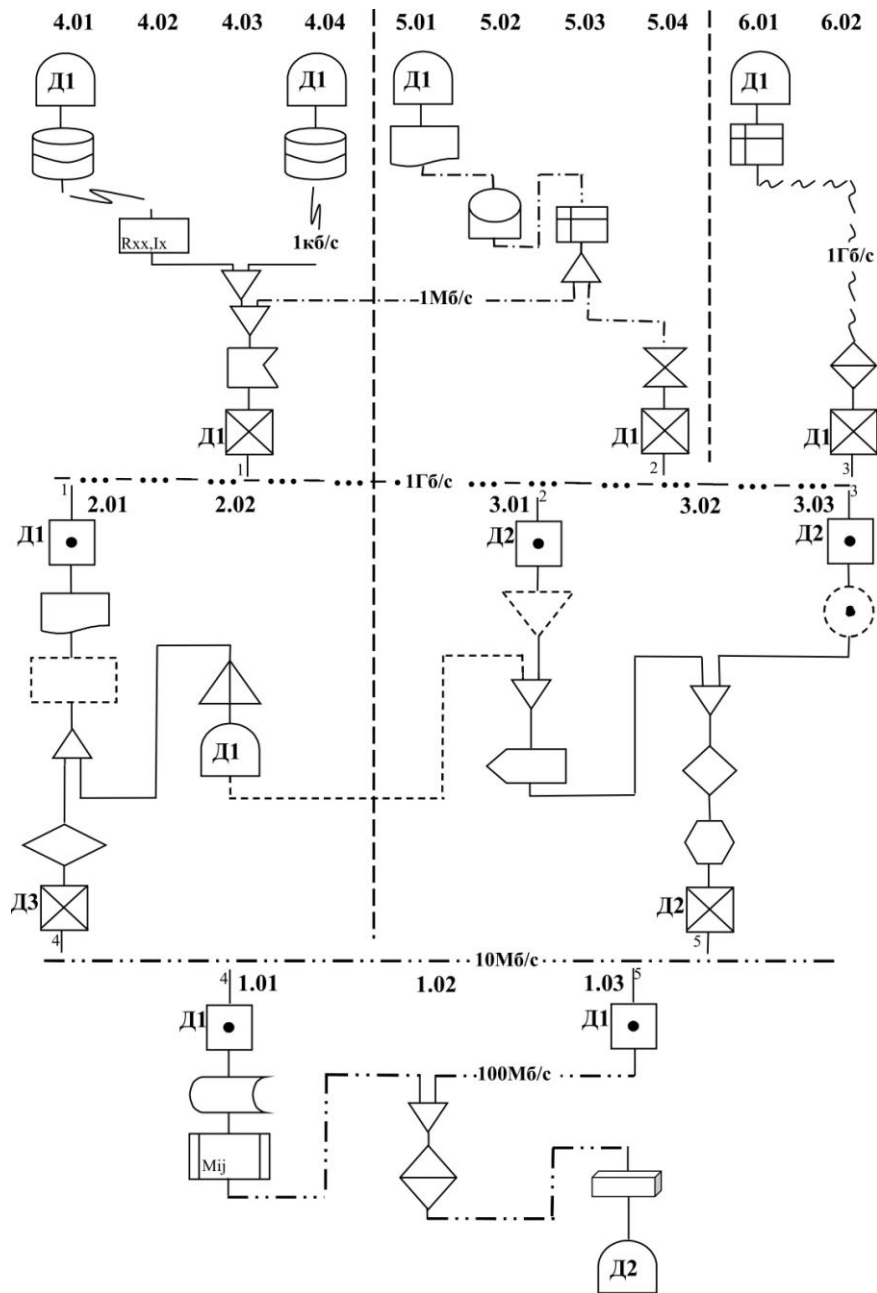 4.01 4.02 4.03 4.04 5.01 5.02 5.03 5.04 6.01 6.02
Д1 Д1 Д1 Д1
Rxx,Ix 1кб/с 1Гб/с
1Мб/с
Д1 Д1 Д1
1 2 3
1Гб/с
1 2.01 2.02 3.01 2 3.02 3.03 3
Д1 Д2 Д2
Д1
Д3 Д2
4 5
10Мб/с
4 1.01 1.02 1.03 5
Д1 Д1
100Мб/с
Mij
Д2